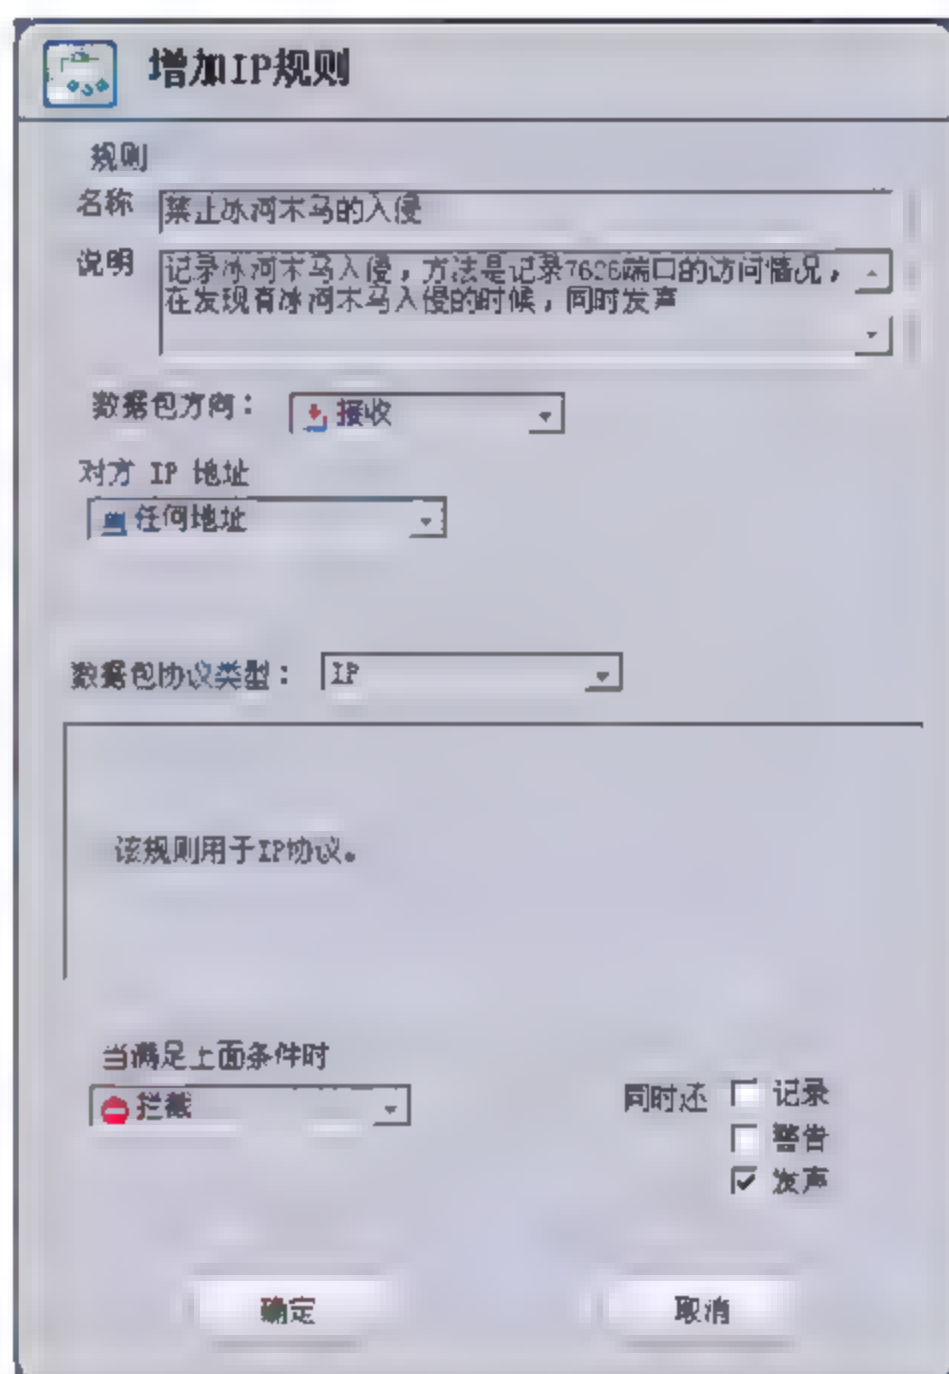 增加IP规则
规则
名称 禁止冰河木马的入侵
说明 记录冰河木马入侵，方法是记录7626端口的访问情况，
在发现有冰河木马入侵的时候，同时发声
数据包方向： 接收
对方 IP 地址
任何地址
数据包协议类型： IP
该规则用于IP协议。
当满足上面条件时
拦截
同时还 记录
警告
发声
确定 取消